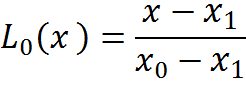 L₀(x) = (x − x₁) / (x₀ − x₁)